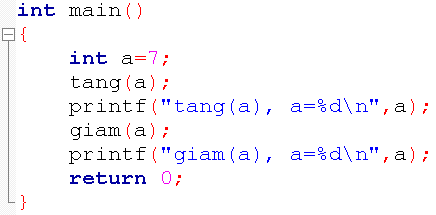 int main()
{
int a=7;
tang(a);
printf("tang(a), a=%d\n",a);
giam(a);
printf("giam(a), a=%d\n",a);
return 0;
}